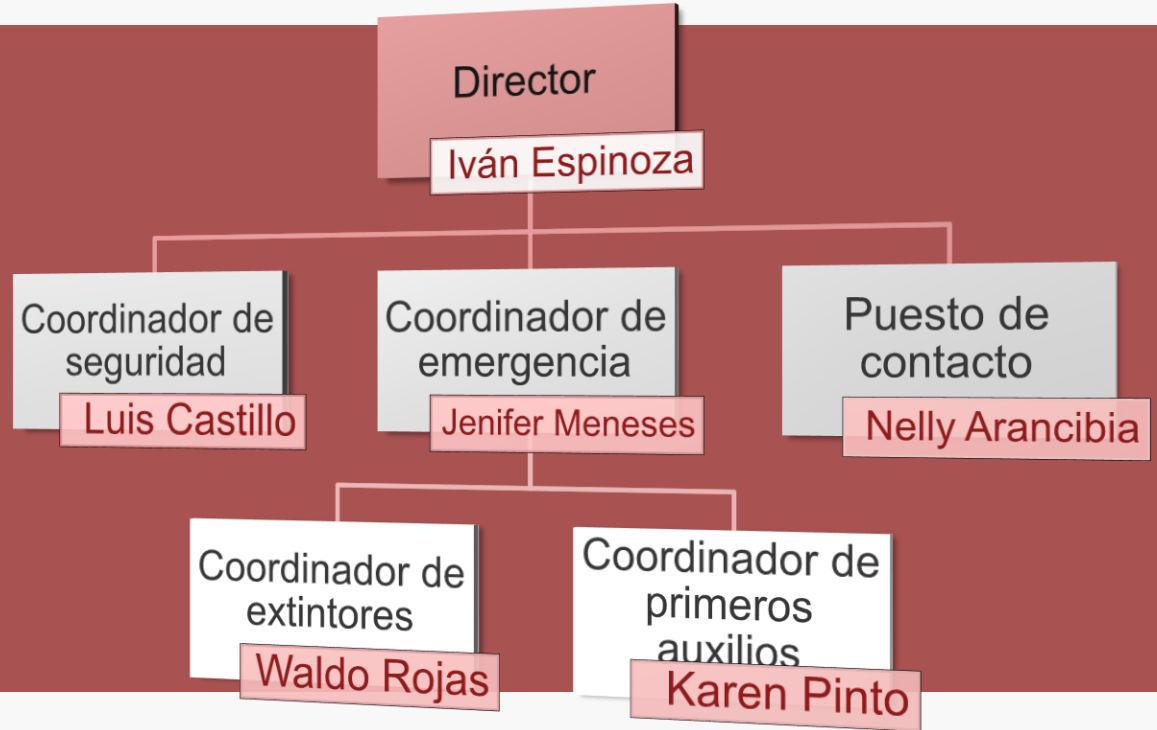 Director
Iván Espinoza
Coordinador de
seguridad
Luis Castillo
Coordinador de
emergencia
Jenifer Meneses
Puesto de
contacto
Nelly Arancibia
Coordinador de
extintores
Waldo Rojas
Coordinador de
primeros
auxilios
Karen Pinto